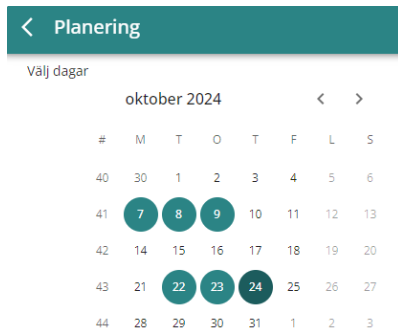 Planering
Välj dagar
oktober 2024
# M T O T F L S
40 30 1 2 3 4 5 6
41 7 8 9 10 11 12 13
42 14 15 16 17 18 19 20
43 21 22 23 24 25 26 27
44 28 29 30 31 1 2 3